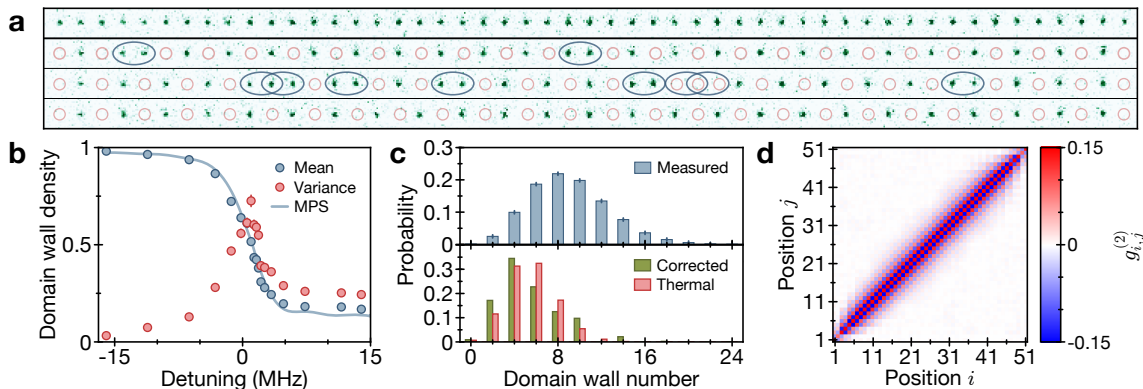 a
b
1
0.5
0
Domain wall density
-15
0
15
Detuning (MHz)
Mean
Variance
MPS
c
0.3
0.2
0.1
0
0.3
0.2
0.1
0
Probability
Measured
Corrected
Thermal
0
8
16
24
Domain wall number
d
51
41
31
21
11
1
Position j
1
11
21
31
41
51
Position i
0.15
0
-0.15
g_{i,j}^{(2)}